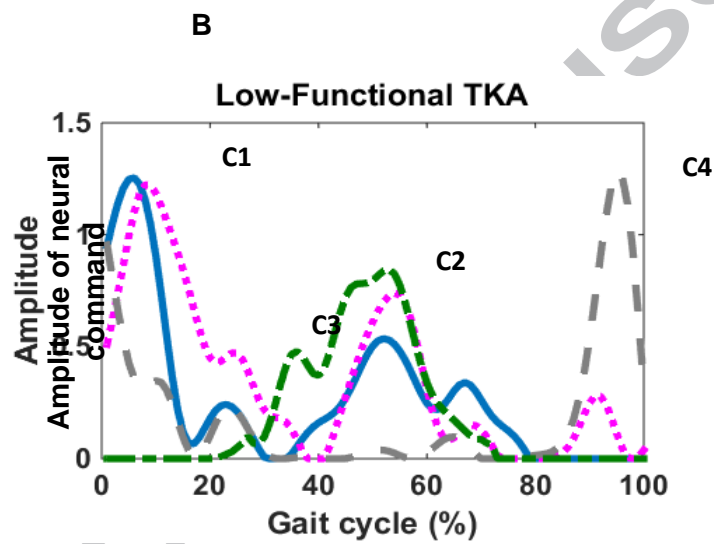 B
Low-Functional TKA
1.5
1
.5
0
Amplitude
Amplitude of neural
command
C1
C2
C3
C4
0 20 40 60 80 100
Gait cycle (%)